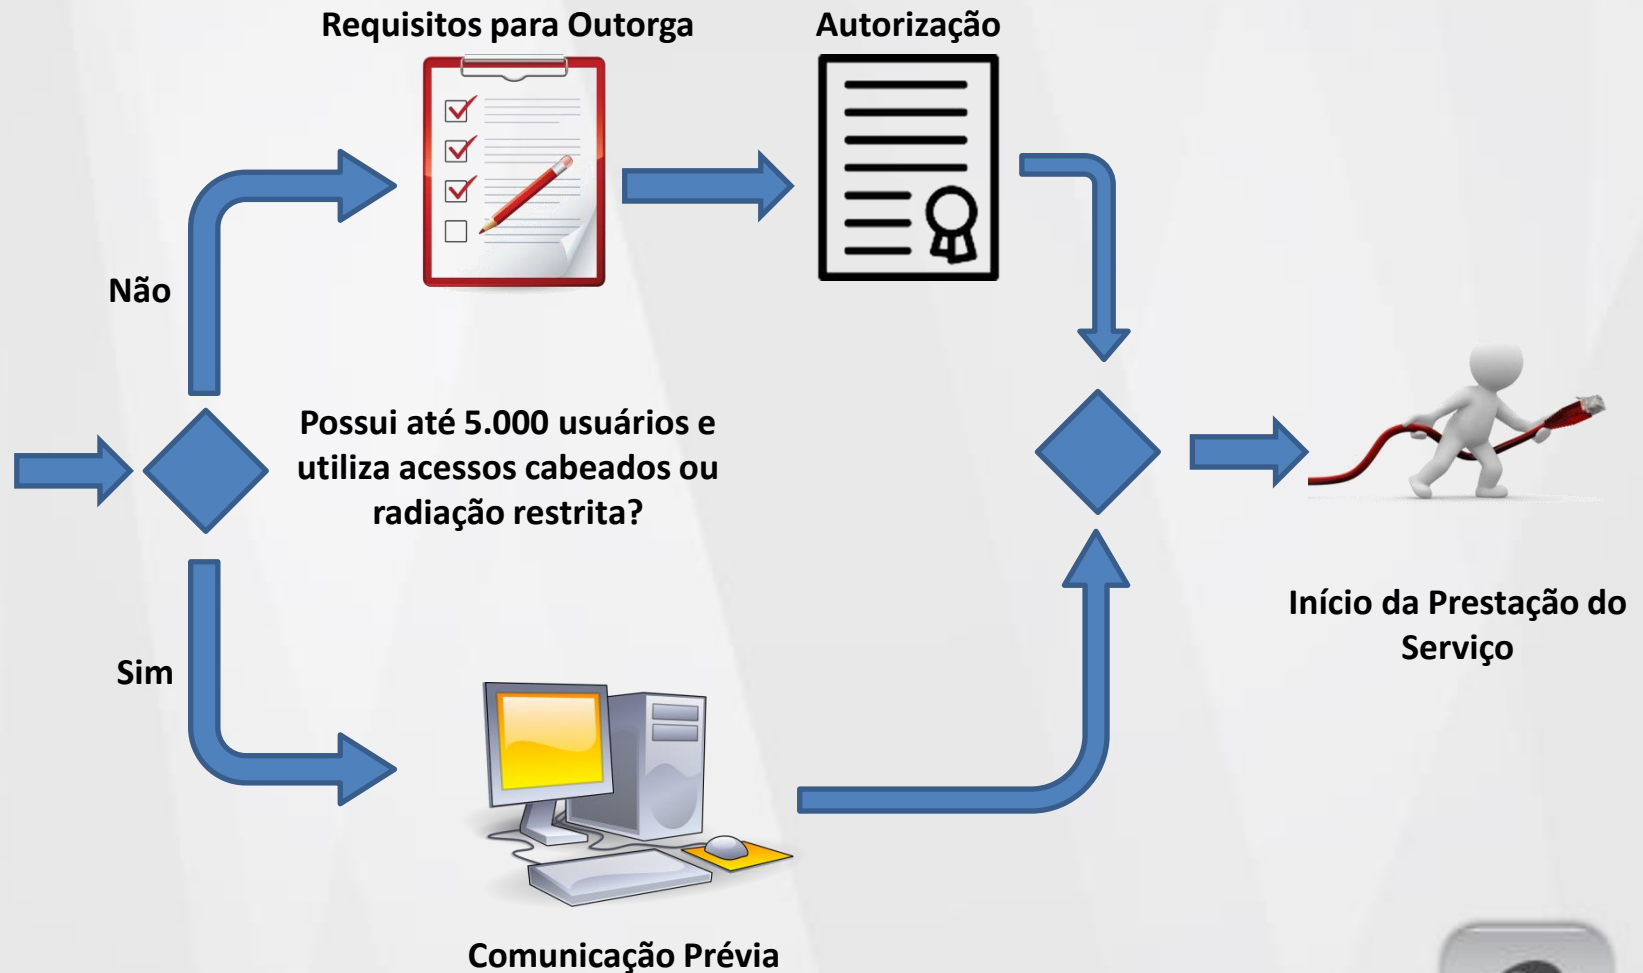 Requisitos para Outorga
Autorização
Não
Possui até 5.000 usuários e
utiliza acessos cabeados ou
radiação restrita?
Início da Prestação do
Serviço
Sim
Comunicação Prévia